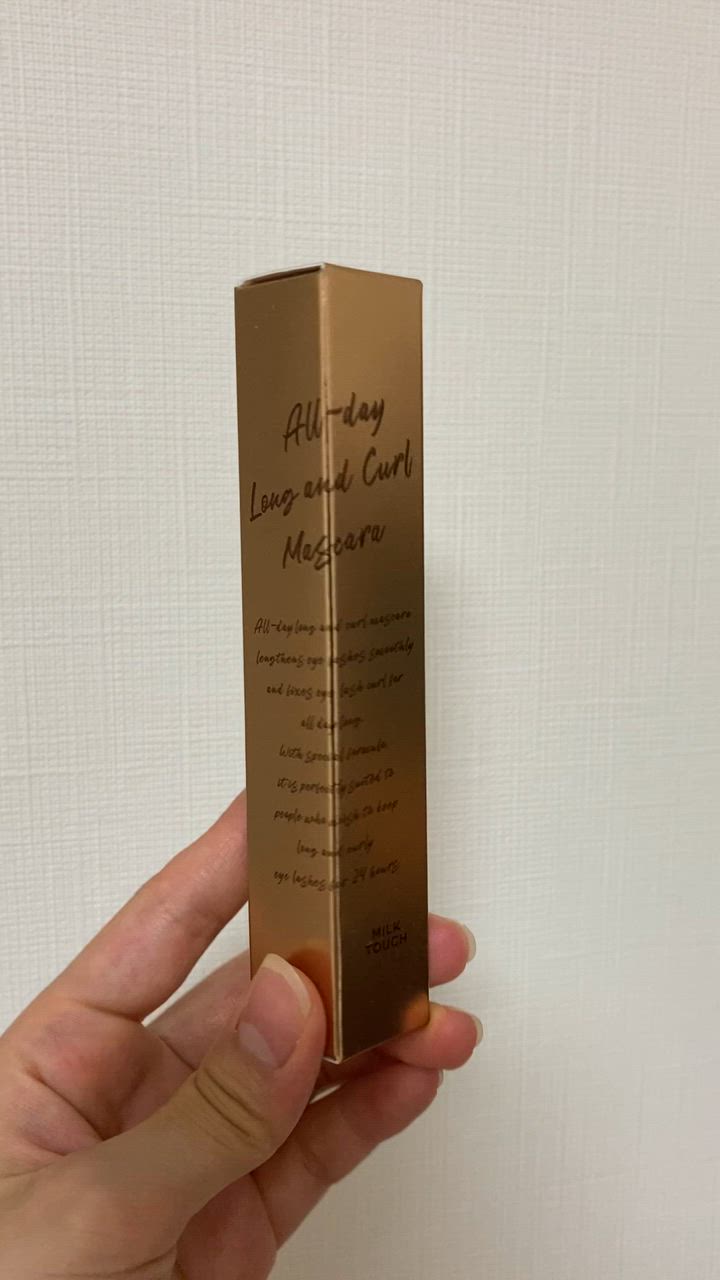 All-day
Long and Curl
Mascara
All-day long and curl mascara
lengthens eye lashes smoothly
and fixes eye lash curl for
all day long.
With special formula
it is perfectly suited to
people who wish to keep
long and curly
eye lashes for 24 hours.
MILK
TOUCH